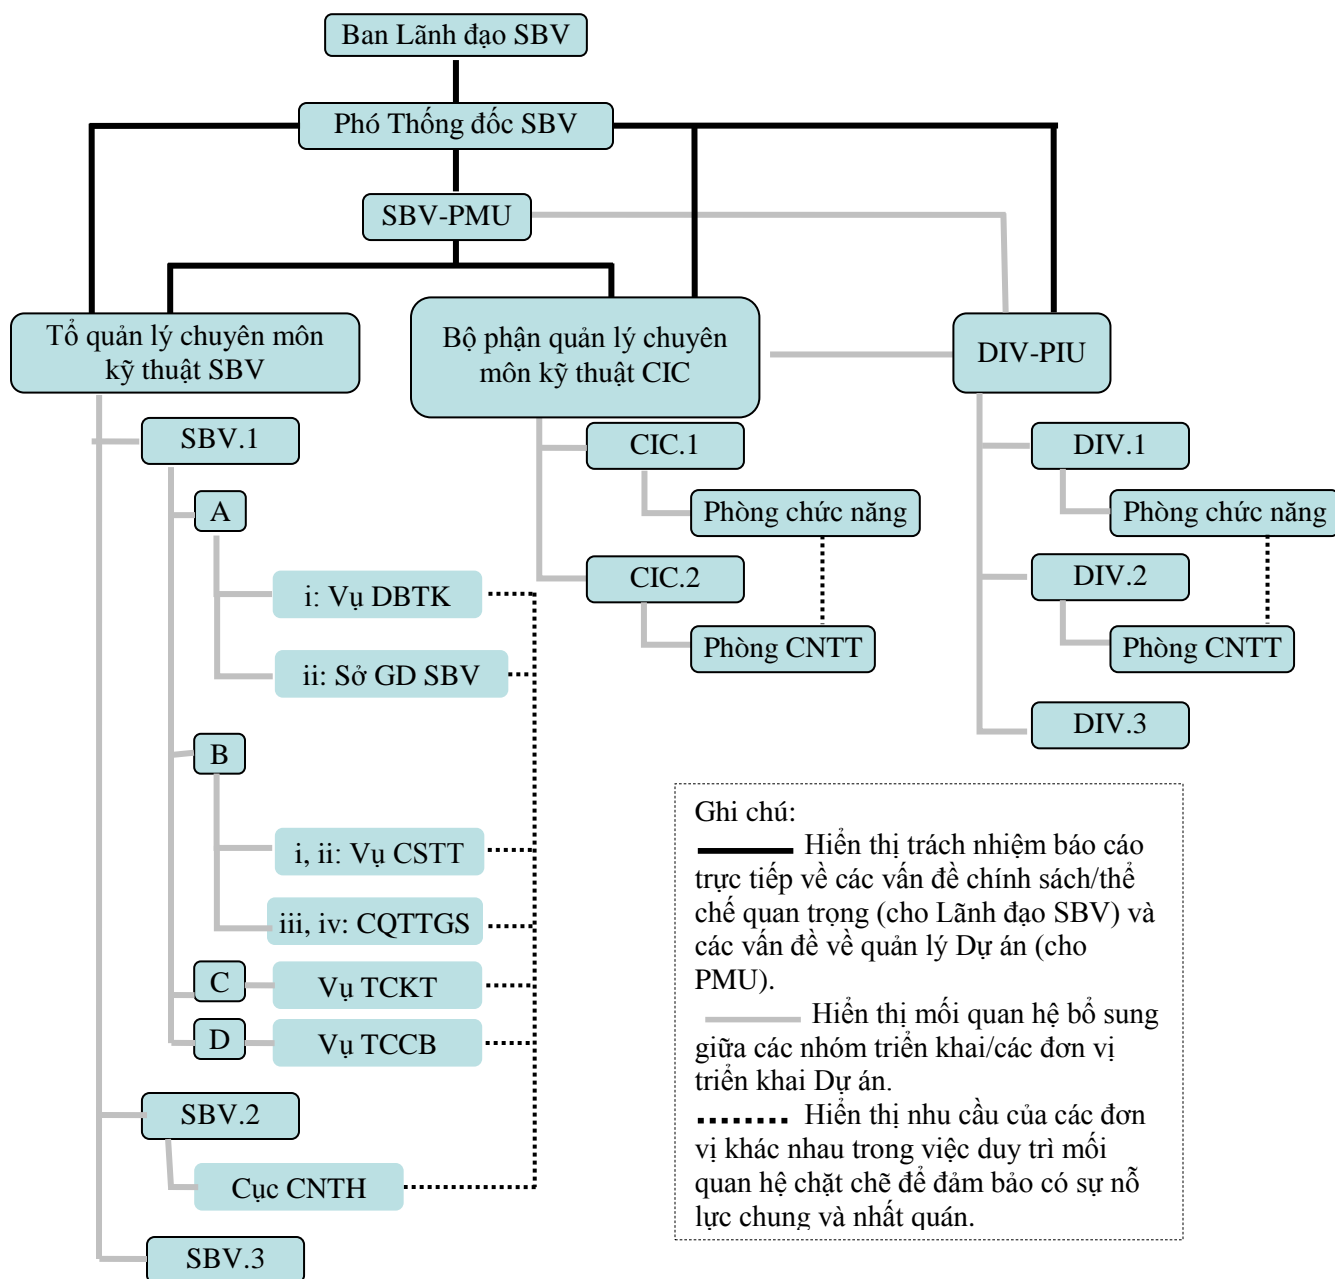 Ban Lãnh đạo SBV
Phó Thống đốc SBV
SBV-PMU
Tổ quản lý chuyên môn
kỹ thuật SBV
Bộ phận quản lý chuyên
môn kỹ thuật CIC
DIV-PIU
SBV.1
CIC.1
DIV.1
A
Phòng chức năng
Phòng chức năng
i: Vụ DBTK
CIC.2
DIV.2
ii: Sở GD SBV
Phòng CNTT
Phòng CNTT
B
DIV.3
i, ii: Vụ CSTT
iii, iv: CQTTGS
C
Vụ TCKT
D
Vụ TCCB
SBV.2
Cục CNTH
SBV.3
Ghi chú:
Hiển thị trách nhiệm báo cáo
trực tiếp về các vấn đề chính sách/thể
chế quan trọng (cho Lãnh đạo SBV) và
các vấn đề về quản lý Dự án (cho
PMU).
Hiển thị mối quan hệ bổ sung
giữa các nhóm triển khai/các đơn vị
triển khai Dự án.
Hiển thị nhu cầu của các đơn
vị khác nhau trong việc duy trì mối
quan hệ chặt chẽ để đảm bảo có sự nỗ
lực chung và nhất quán.